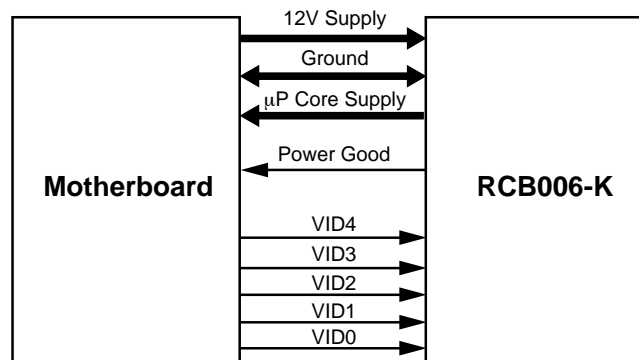 12V Supply
Ground
μP Core Supply
Power Good
Motherboard
RCB006-K
VID4
VID3
VID2
VID1
VID0